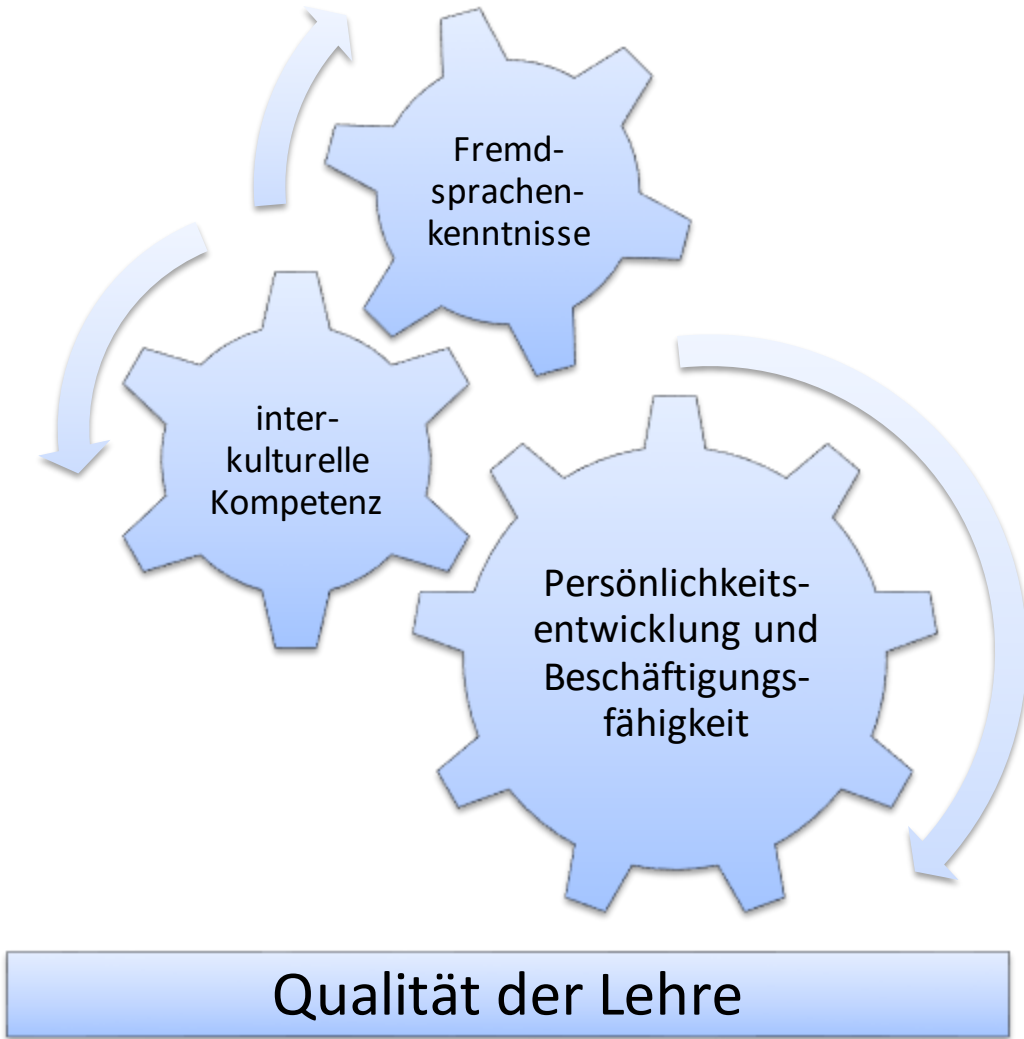 Fremd-
sprachen-
kenntnisse
inter-
kulturelle
Kompetenz
Persönlichkeits-
entwicklung und
Beschäftigungs-
fähigkeit
Qualität der Lehre